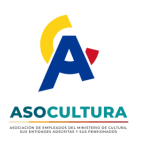 ASOCULTURA
ASOCIACIÓN DE EMPLEADOS DEL MINISTERIO DE CULTURA,
SUS ENTIDADES ADSCRITAS Y SUS PENSIONADOS